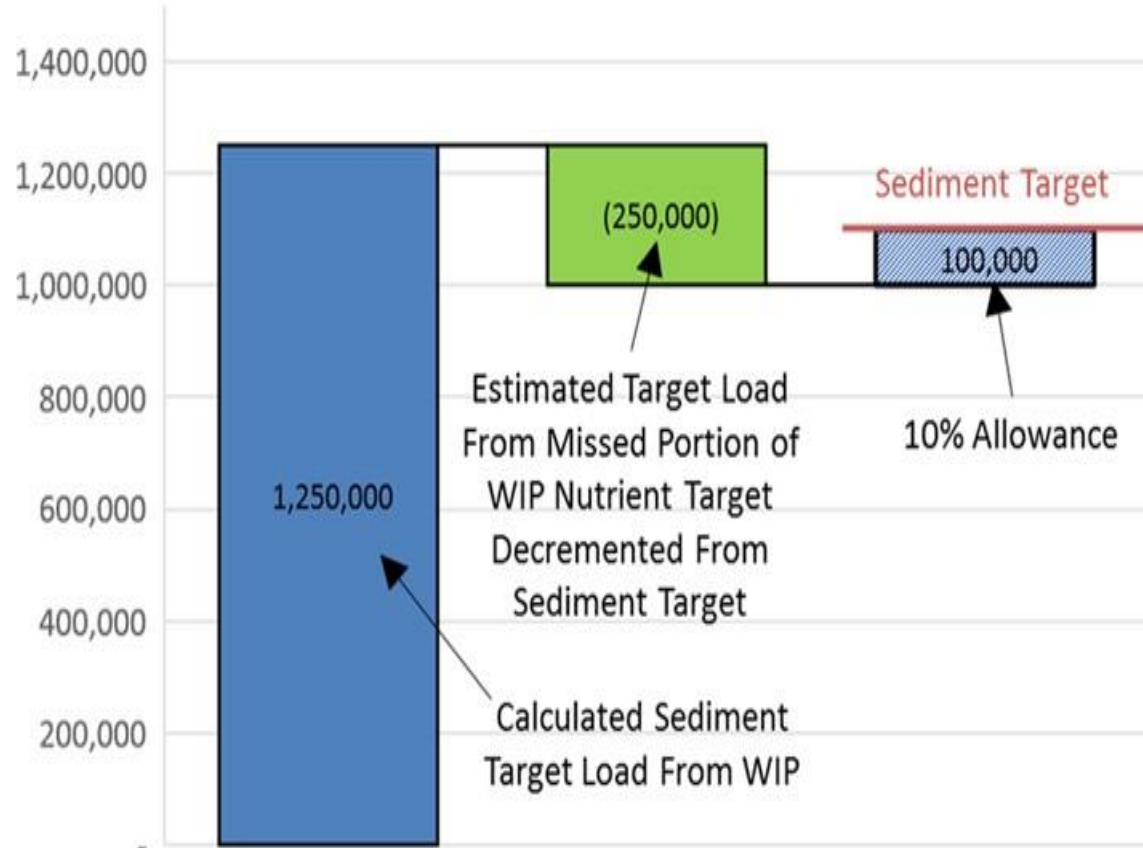 1,400,000
1,200,000
1,000,000
800,000
600,000
400,000
200,000
-
1,250,000
(250,000)
Sediment Target
100,000
Estimated Target Load
From Missed Portion of
WIP Nutrient Target
Decremented From
Sediment Target
10% Allowance
Calculated Sediment
Target Load From WIP